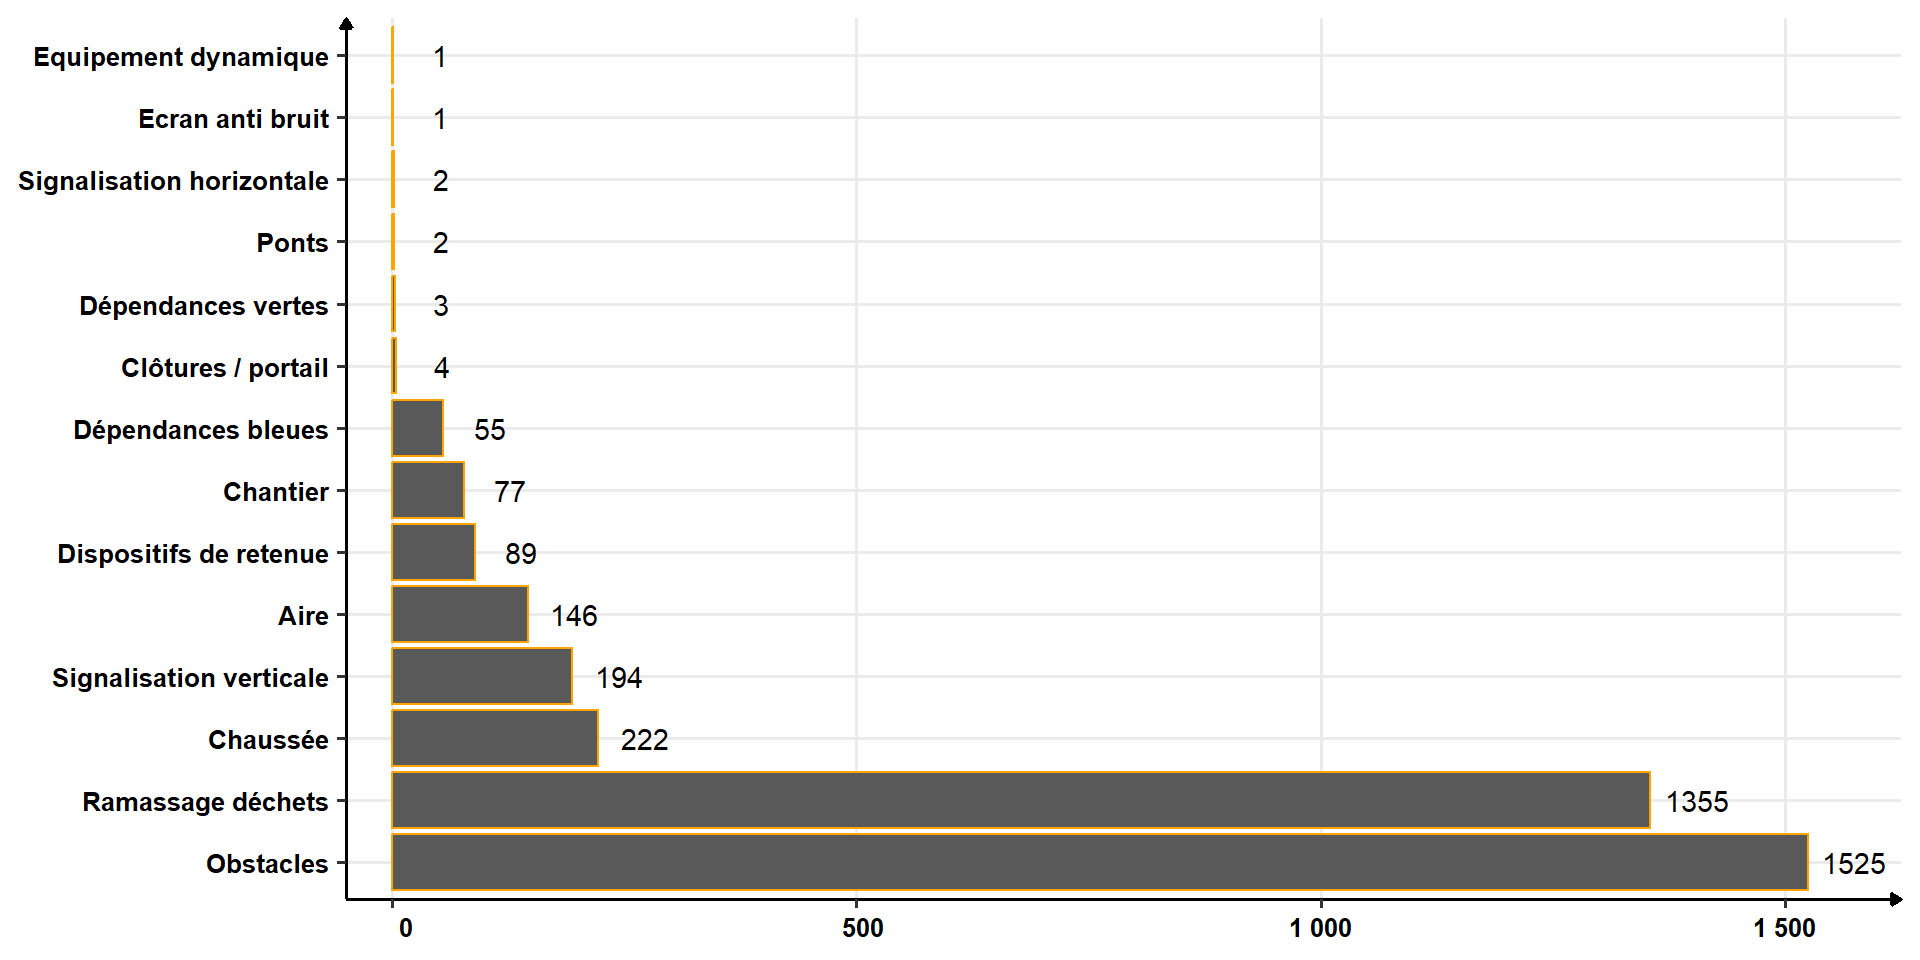 Equipement dynamique 1
Ecran anti bruit 1
Signalisation horizontale 2
Ponts 2
Dépendances vertes 3
Clôtures / portail 4
Dépendances bleues 55
Chantier 77
Dispositifs de retenue 89
Aire 146
Signalisation verticale 194
Chaussée 222
Ramassage déchets 1355
Obstacles 1525
0 500 1 000 1 500